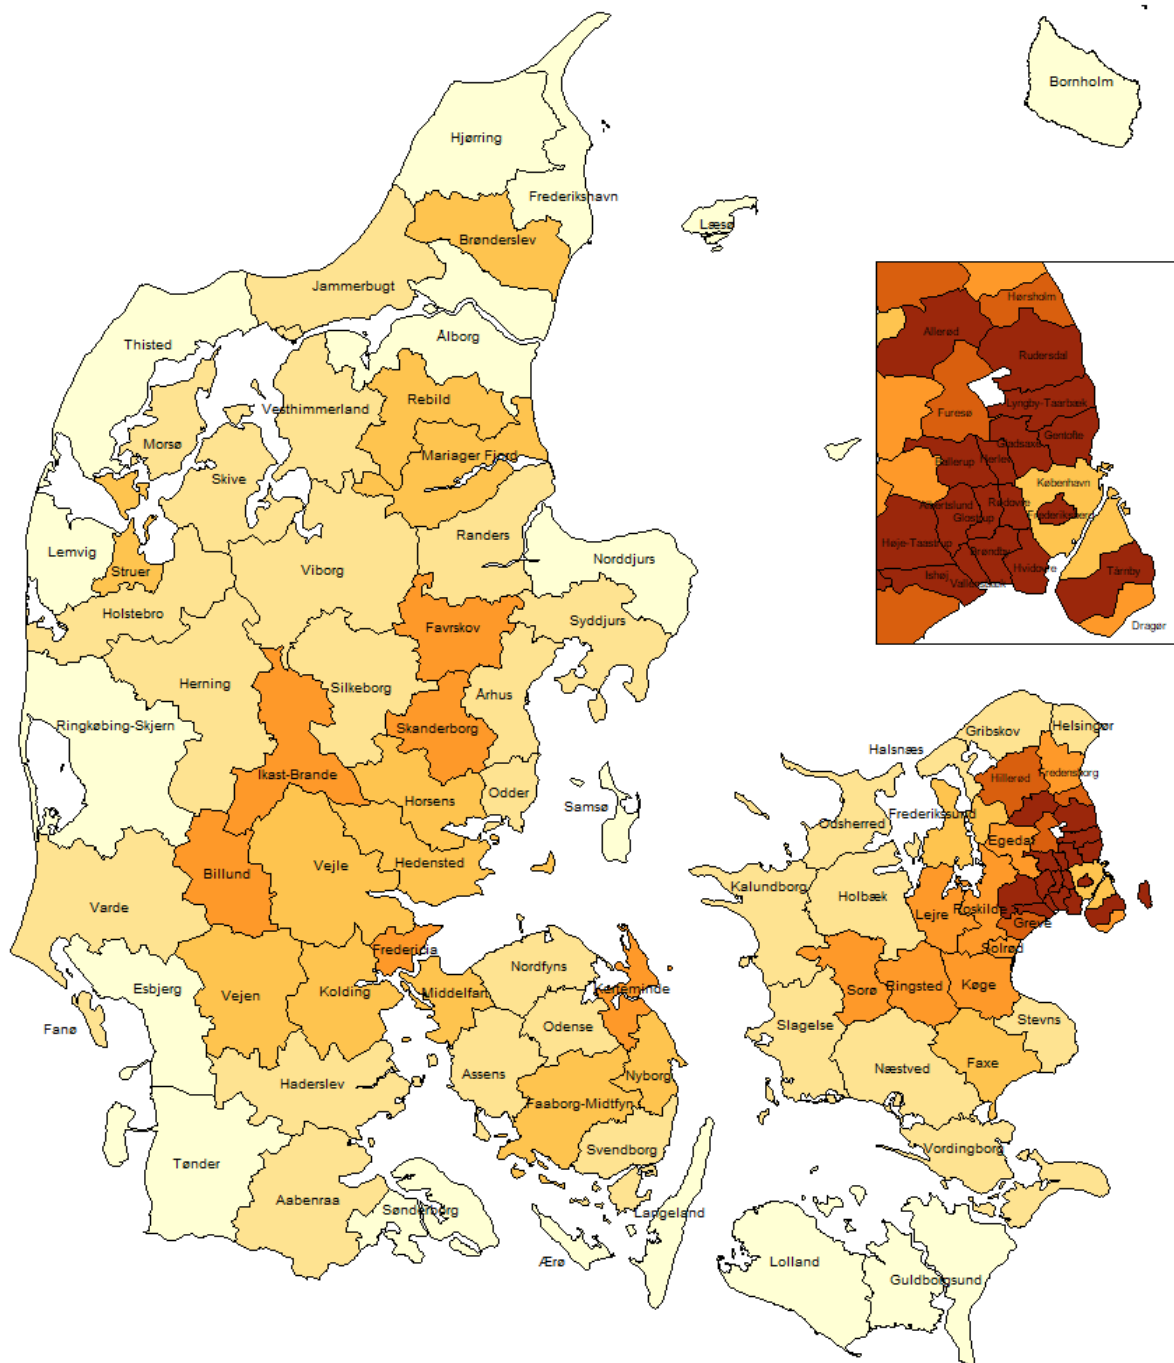 Bornholm
Hjørring
Frederikshavn
Læsø
Brønderslev
Jammerbugt
Hørsholm
Allerød
Ålborg
Thisted
Rudersdal
Rebild
Lyngby-Taarbæk
Vesthimmerland
Furesø
Gentofte
Gladsaxe
Morsø
Mariager Fjord
Herlev
Ballerup
Skive
København
Albertslund
Rødovre
Frederiksberg
Glostrup
Randers
Høje-Taastrup
Lemvig
Norddjurs
Brøndby
Hvidovre
Viborg
Struer
Ishøj
Tårnby
Vallensbæk
Holstebro
Syddjurs
Favrskov
Dragør
Herning
Silkeborg
Århus
Ringkøbing-Skjern
Skanderborg
Helsingør
Gribskov
Halsnæs
Ikast-Brande
Hillerød
Fredensborg
Odder
Horsens
Samsø
Frederikssund
Odsherred
Egedal
Hedensted
Vejle
Billund
Kalundborg
Holbæk
Varde
Lejre
Roskilde
Greve
Fredericia
Solrød
Nordfyns
Esbjerg
Vejen
Kolding
Middelfart
Kerteminde
Sorø
Ringsted
Køge
Fanø
Odense
Slagelse
Stevns
Assens
Nyborg
Næstved
Faxe
Haderslev
Faaborg-Midtfyn
Svendborg
Vordingborg
Tønder
Aabenraa
Sønderborg
Langeland
Ærø
Lolland
Guldborgsund